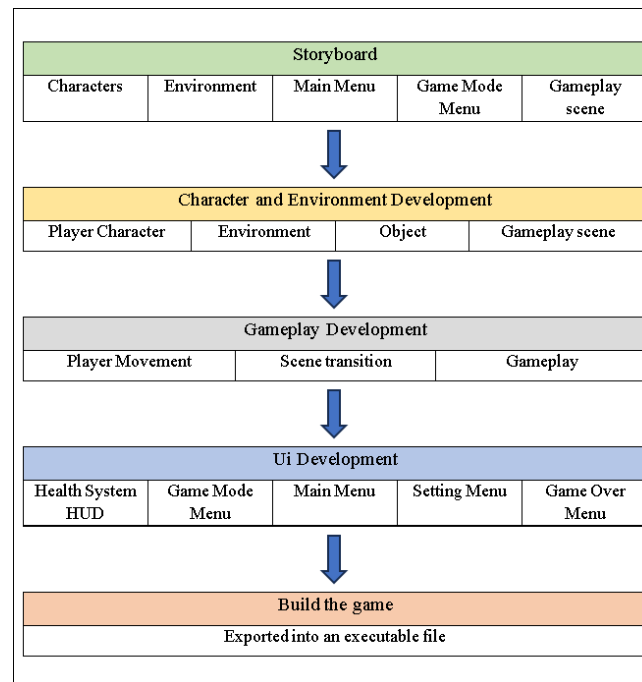 Storyboard
Characters Environment Main Menu Game Mode Gameplay
Menu scene
Character and Environment Development
Player Character Environment Object Gameplay scene
Gameplay Development
Player Movement Scene transition Gameplay
Ui Development
Health System Game Mode Main Menu Setting Menu Game Over
HUD Menu Menu
Build the game
Exported into an executable file